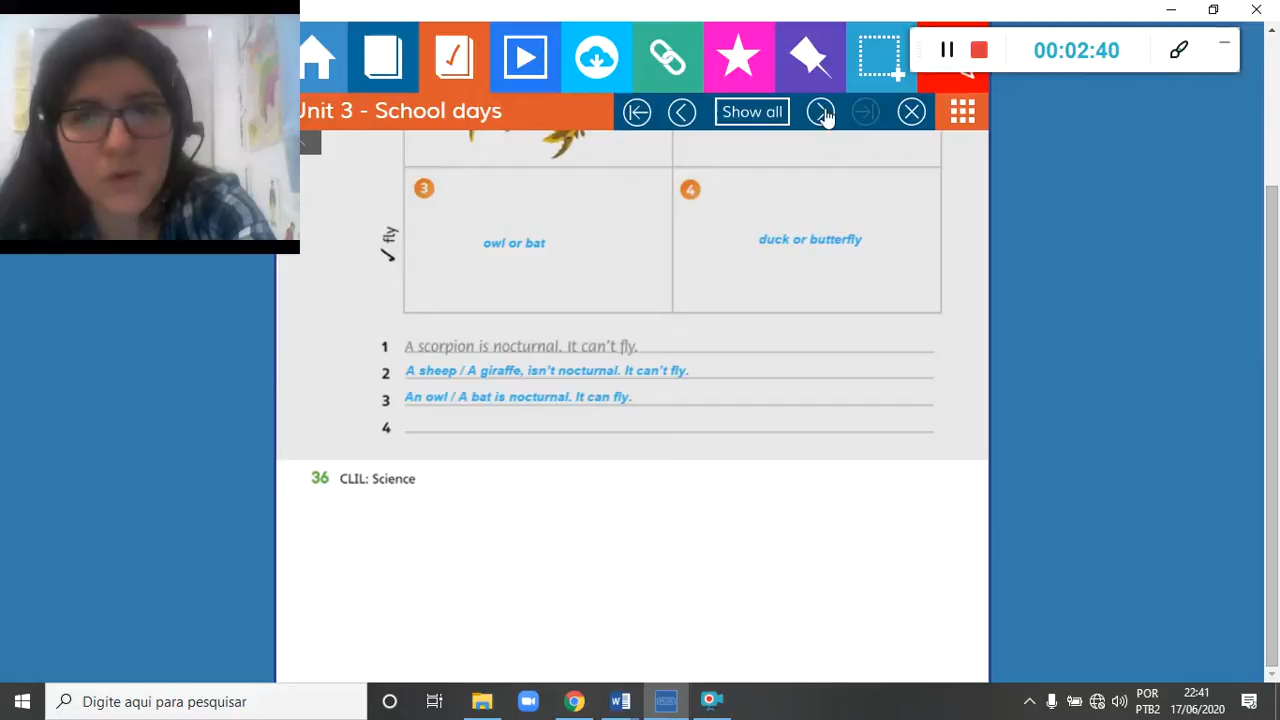 00:02:40
Unit 3 - School days
Show all
3
4
✓ fly
owl or bat
duck or butterfly
1 A scorpion is nocturnal. It can't fly.
2 A sheep / A giraffe, isn't nocturnal. It can't fly.
3 An owl / A bat is nocturnal. It can fly.
4
36 CLIL: Science
Digite aqui para pesquisar
POR
PTB2
22:41
17/06/2020